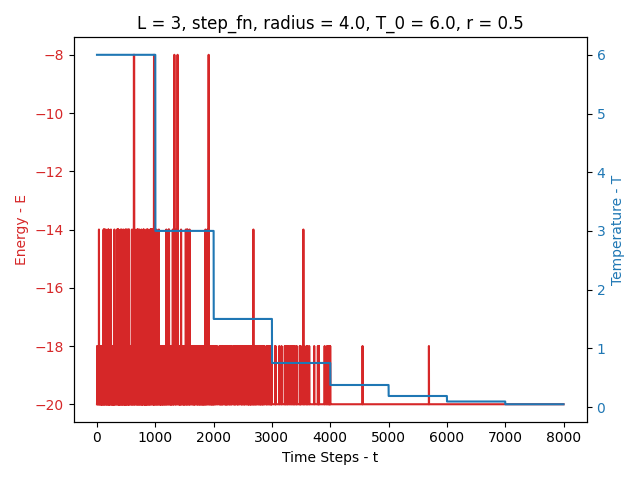 L = 3, step_fn, radius = 4.0, T_0 = 6.0, r = 0.5
Energy - E
−8
−10
−12
−14
−16
−18
−20
6
5
4
3
2
1
0
Temperature - T
0 1000 2000 3000 4000 5000 6000 7000 8000
Time Steps - t